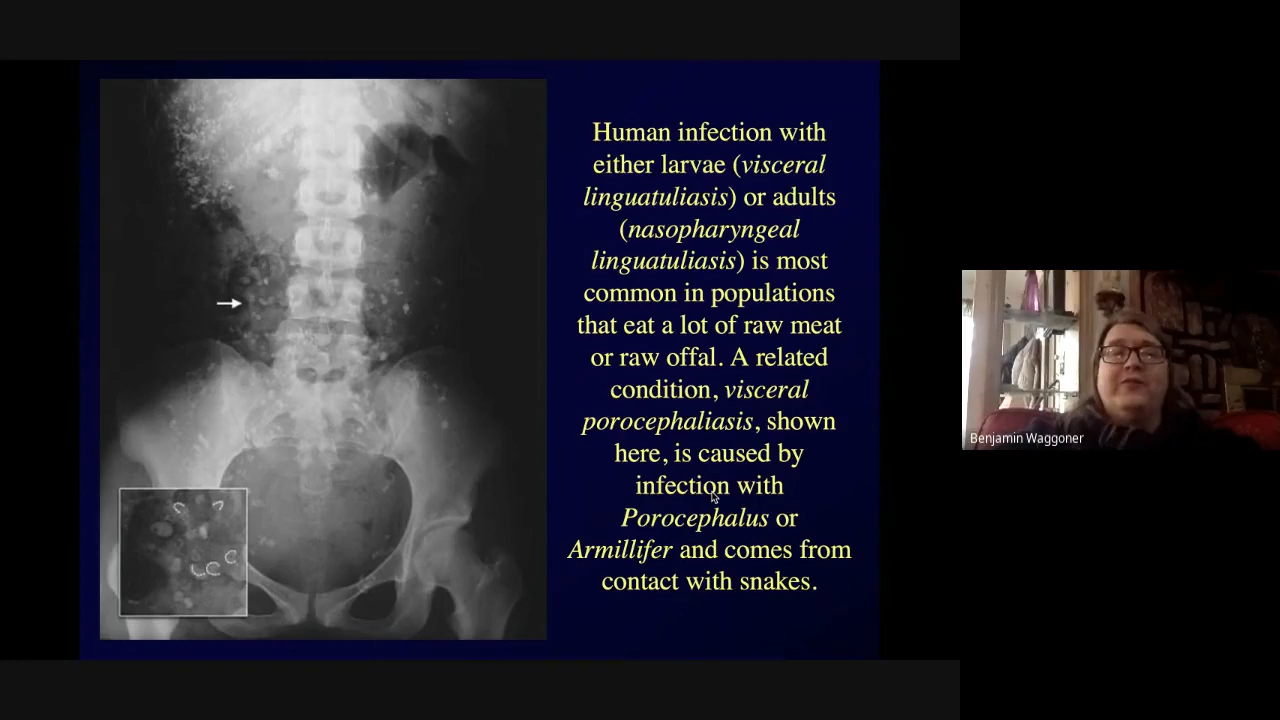 Human infection with
either larvae (visceral
linguatuliasis) or adults
(nasopharyngeal
linguatuliasis) is most
common in populations
that eat a lot of raw meat
or raw offal. A related
condition, visceral
porocephaliasis, shown
here, is caused by
infection with
Porocephalus or
Armillifer and comes from
contact with snakes.
Benjamin Waggoner